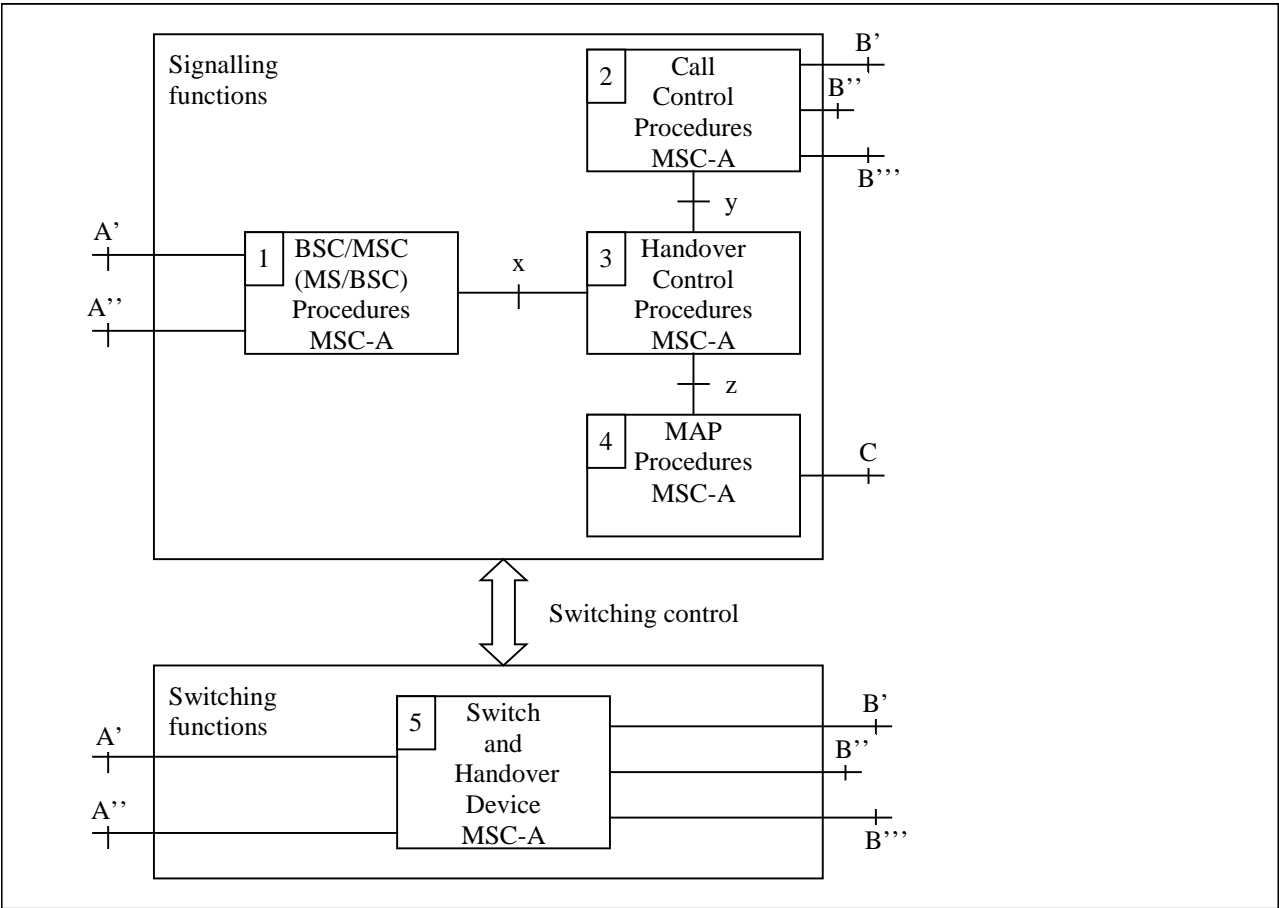 Signalling
functions
2
Call
Control
Procedures
MSC-A
B'
B''
B’’’
y
A’
A’’
1
BSC/MSC
(MS/BSC)
Procedures
MSC-A
x
3
Handover
Control
Procedures
MSC-A
z
4
MAP
Procedures
MSC-A
C
Switching control
Switching
functions
A’
A’’
5
Switch
and
Handover
Device
MSC-A
B’
B’’
B’’’